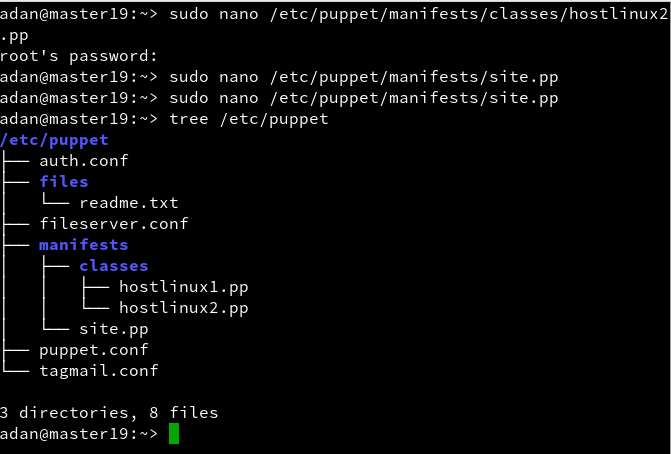 adan@master19:~> sudo nano /etc/puppet/manifests/classes/hostlinux2
.pp
root's password:
adan@master19:~> sudo nano /etc/puppet/manifests/site.pp
adan@master19:~> sudo nano /etc/puppet/manifests/site.pp
adan@master19:~> tree /etc/puppet
/etc/puppet
├── auth.conf
├── files
│   └── readme.txt
├── fileserver.conf
├── manifests
│   ├── classes
│   │   ├── hostlinux1.pp
│   │   └── hostlinux2.pp
│   └── site.pp
├── puppet.conf
└── tagmail.conf
3 directories, 8 files
adan@master19:~>